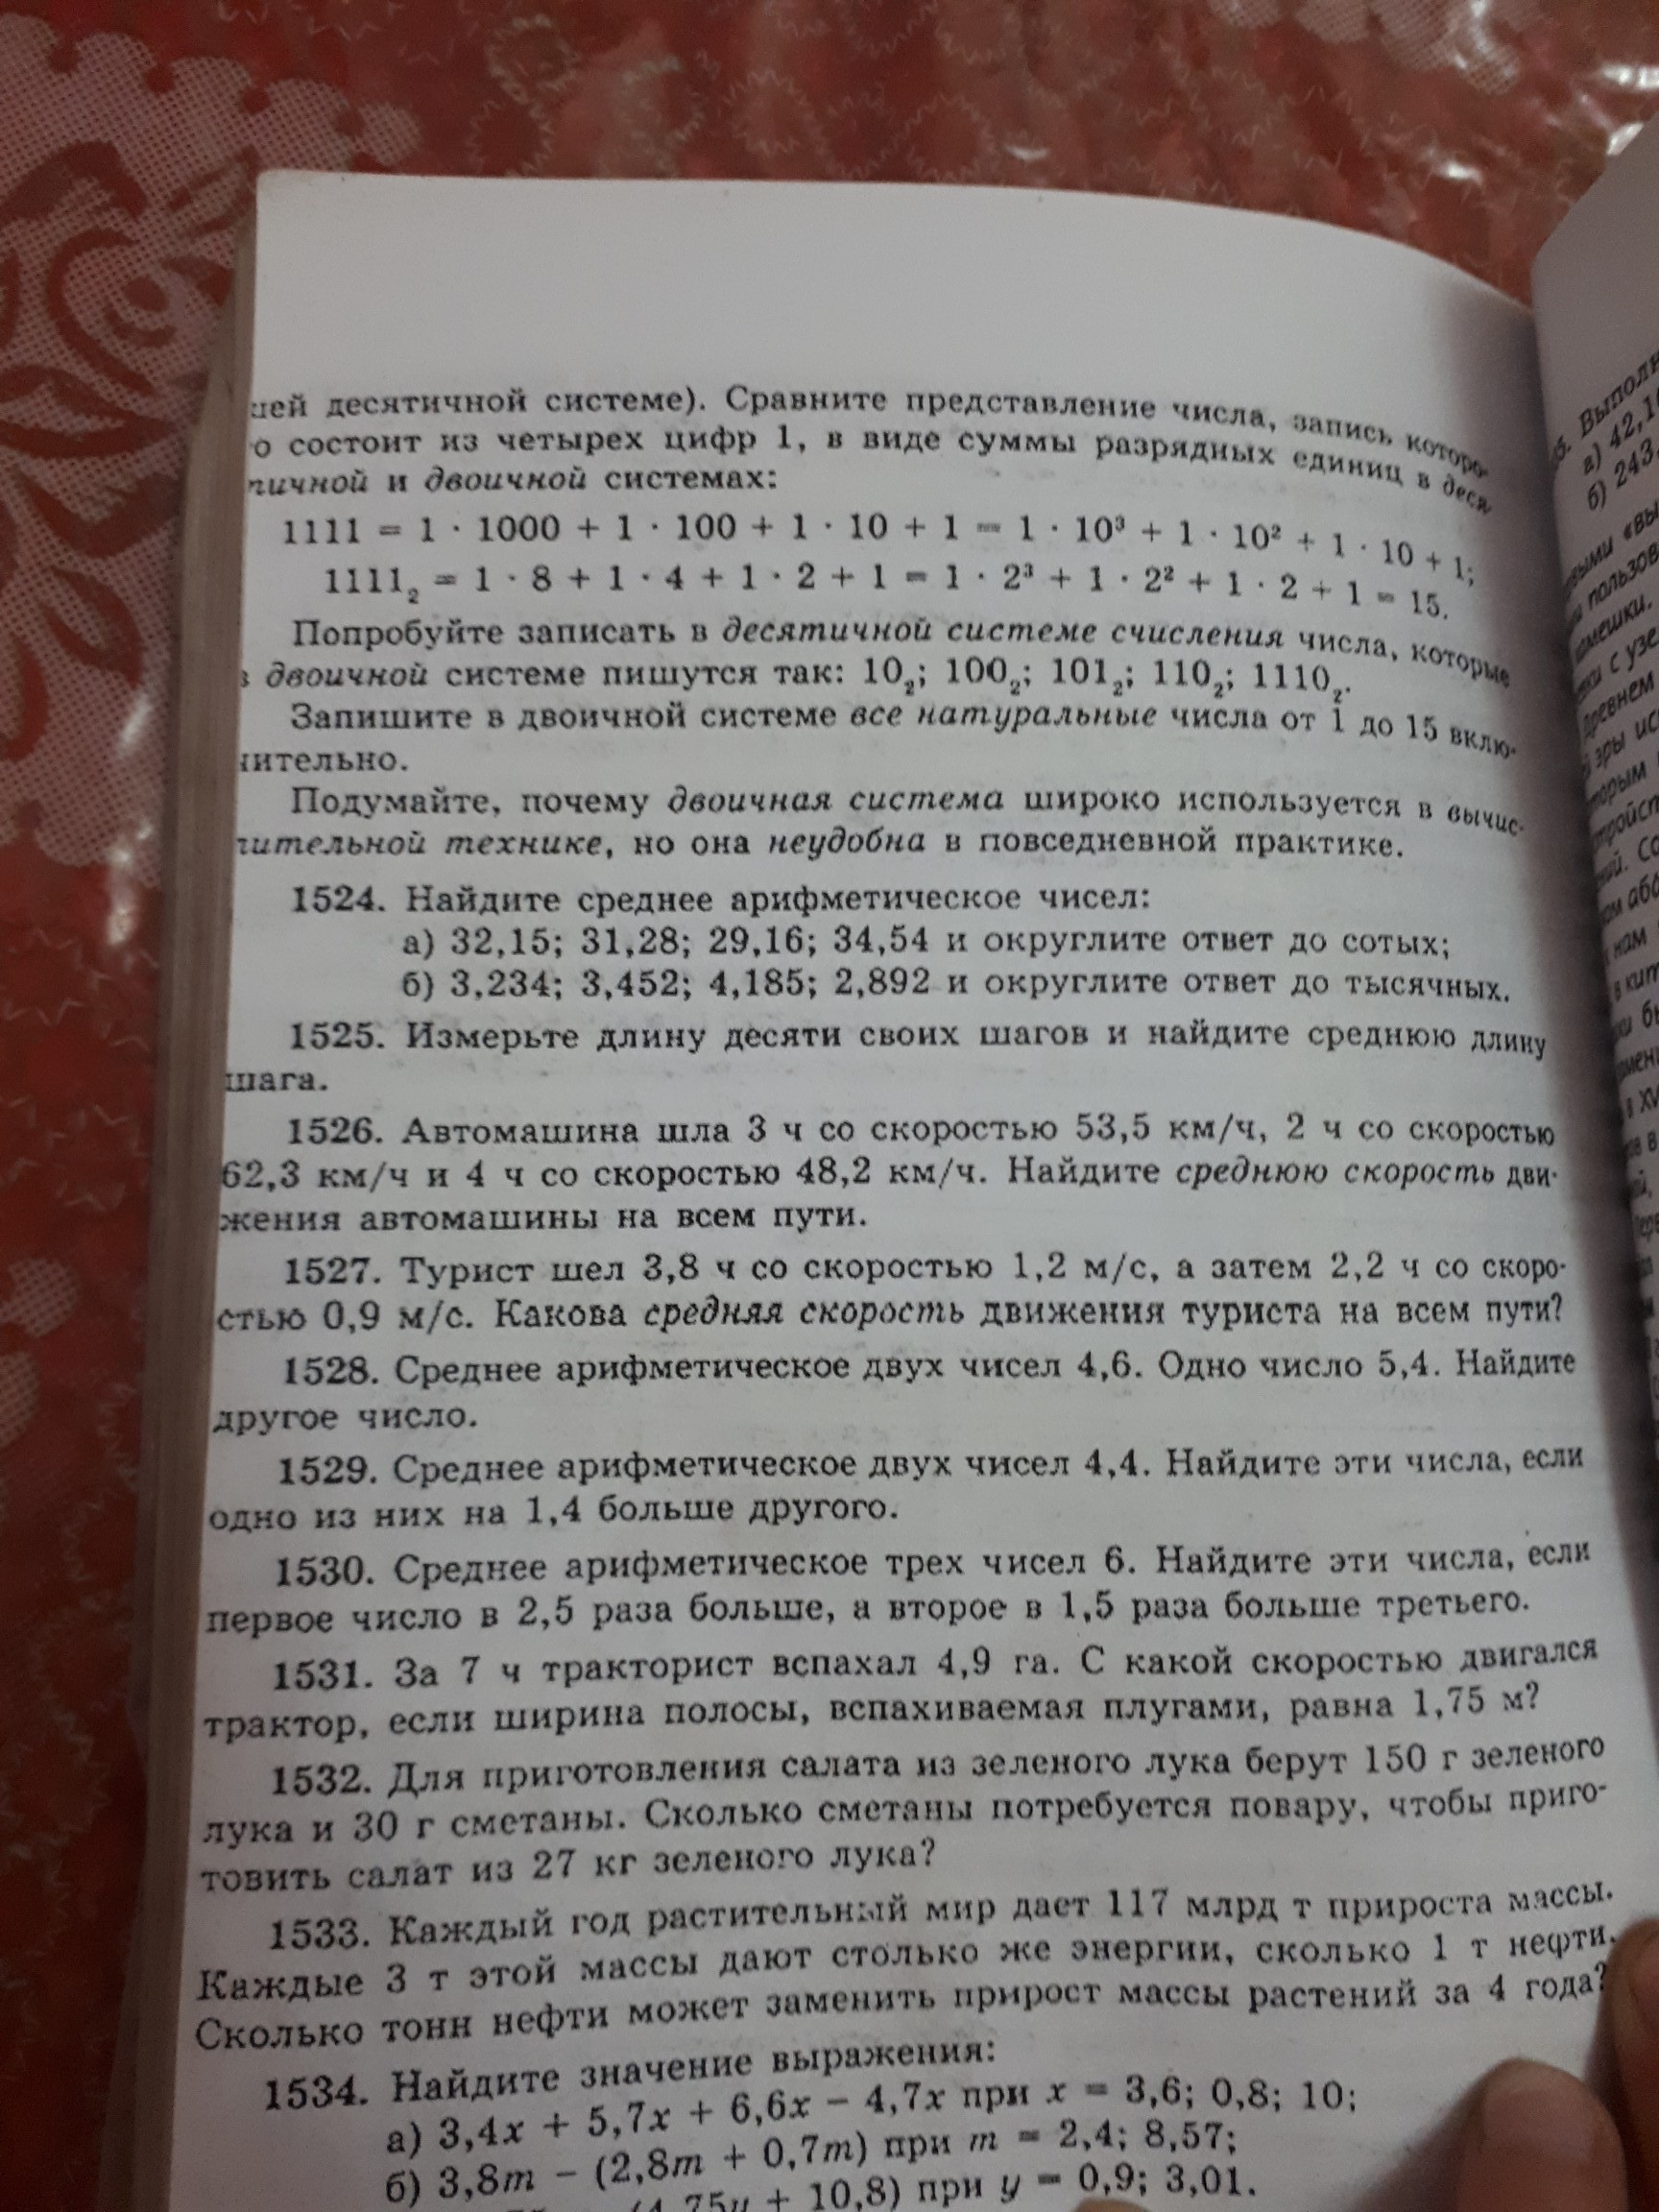 шей десятичной системе). Сравните представление числа, запись которо-
о состоит из четырех цифр 1, в виде суммы разрядных единиц в деся-
тичной и двоичной системах:
1111 = 1 · 1000 + 1 · 100 + 1 · 10 + 1 = 1 · 10³ + 1 · 10² + 1 · 10 + 1;
1111₂ = 1 · 8 + 1 · 4 + 1 · 2 + 1 = 1 · 2³ + 1 · 2² + 1 · 2 + 1 = 15.
Попробуйте записать в десятичной системе счисления числа, которые
в двоичной системе пишутся так: 10₂; 100₂; 101₂; 110₂; 1110₂.
Запишите в двоичной системе все натуральные числа от 1 до 15 вклю-
чительно.
Подумайте, почему двоичная система широко используется в вычис-
лительной технике, но она неудобна в повседневной практике.
1524. Найдите среднее арифметическое чисел:
а) 32,15; 31,28; 29,16; 34,54 и округлите ответ до сотых;
б) 3,234; 3,452; 4,185; 2,892 и округлите ответ до тысячных.
1525. Измерьте длину десяти своих шагов и найдите среднюю длину
шага.
1526. Автомашина шла 3 ч со скоростью 53,5 км/ч, 2 ч со скоростью
62,3 км/ч и 4 ч со скоростью 48,2 км/ч. Найдите среднюю скорость дви-
жения автомашины на всем пути.
1527. Турист шел 3,8 ч со скоростью 1,2 м/с, а затем 2,2 ч со скоро-
стью 0,9 м/с. Какова средняя скорость движения туриста на всем пути?
1528. Среднее арифметическое двух чисел 4,6. Одно число 5,4. Найдите
другое число.
1529. Среднее арифметическое двух чисел 4,4. Найдите эти числа, если
одно из них на 1,4 больше другого.
1530. Среднее арифметическое трех чисел 6. Найдите эти числа, если
первое число в 2,5 раза больше, а второе в 1,5 раза больше третьего.
1531. За 7 ч тракторист вспахал 4,9 га. С какой скоростью двигался
трактор, если ширина полосы, вспахиваемая плугами, равна 1,75 м?
1532. Для приготовления салата из зеленого лука берут 150 г зеленого
лука и 30 г сметаны. Сколько сметаны потребуется повару, чтобы приго-
товить салат из 27 кг зеленого лука?
1533. Каждый год растительный мир дает 117 млрд т прироста массы.
Каждые 3 т этой массы дают столько же энергии, сколько 1 т нефти.
Сколько тонн нефти может заменить прирост массы растений за 4 года?
1534. Найдите значение выражения:
а) 3,4x + 5,7x + 6,6x − 4,7x при x = 3,6; 0,8; 10;
б) 3,8m − (2,8m + 0,7m) при m = 2,4; 8,57;
(4,75y + 10,8) при y = 0,9; 3,01.